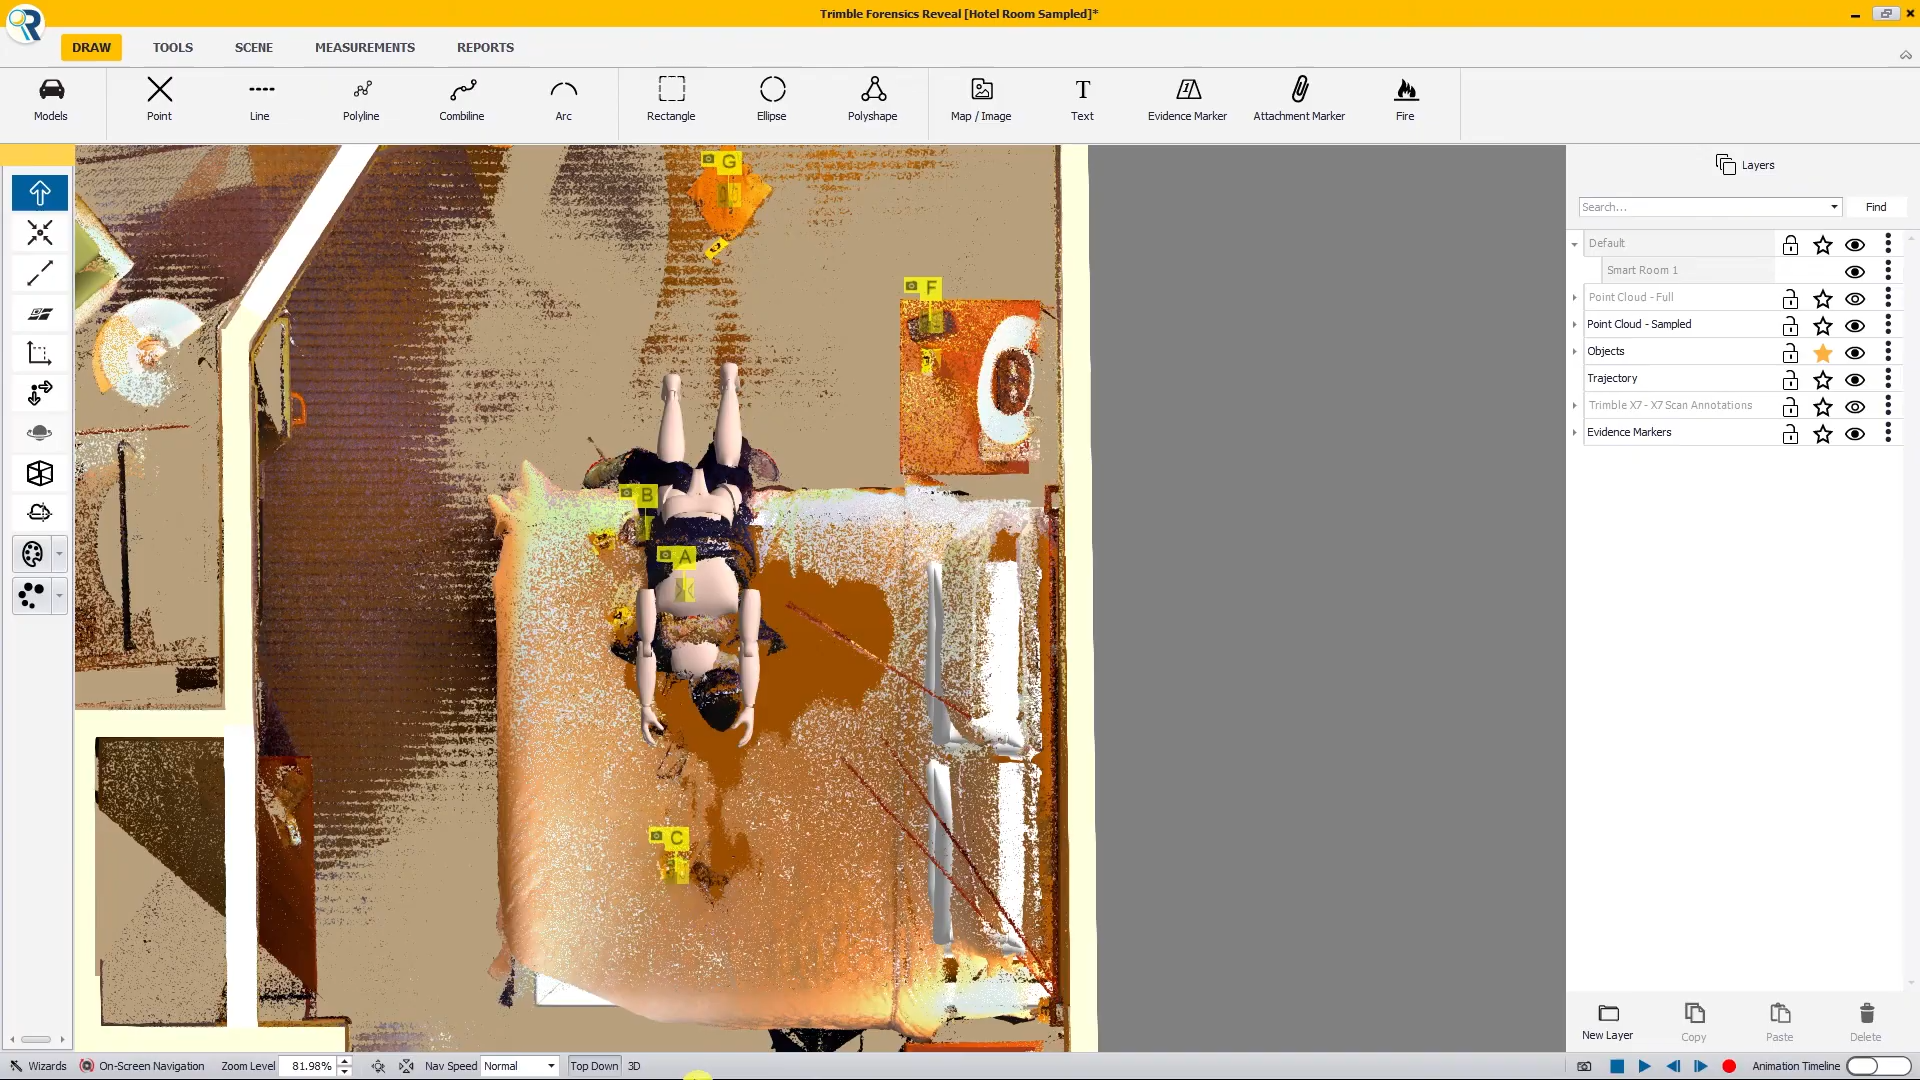 Trimble Forensics Reveal [Hotel Room Sampled]*
DRAW TOOLS SCENE MEASUREMENTS REPORTS
Models Point Line Polyline Combiline Arc Rectangle Ellipse Polyshape Map / Image Text Evidence Marker Attachment Marker Fire
Layers
Search... Find
Default
Smart Room 1
Point Cloud - Full
Point Cloud - Sampled
Objects
Trajectory
Trimble X7 - X7 Scan Annotations
Evidence Markers
G
F
B
A
C
New Layer Copy Paste Delete
Wizards On-Screen Navigation Zoom Level 81.98% Nav Speed Normal Top Down 3D Animation Timeline